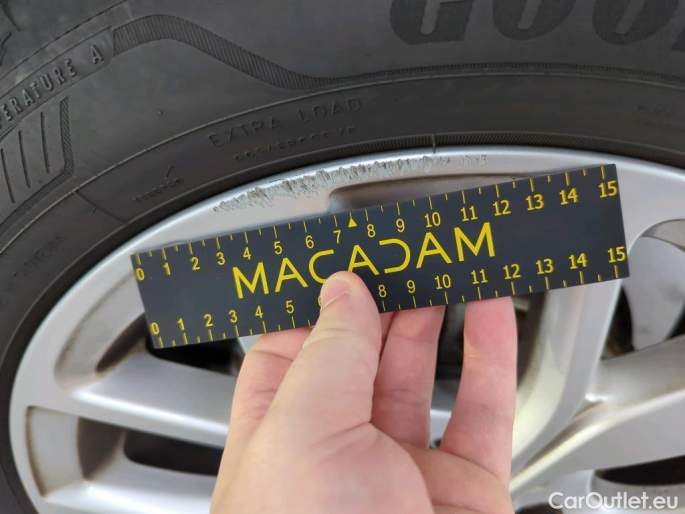 GOO
ERATURE A
EXTRA LOAD
0 1 2 3 4 5 6 7 8 9 10 11 12 13 14 15
MACADAM
0 1 2 3 4 5 6 8 9 10 11 12 13 14 15
CarOutlet.eu